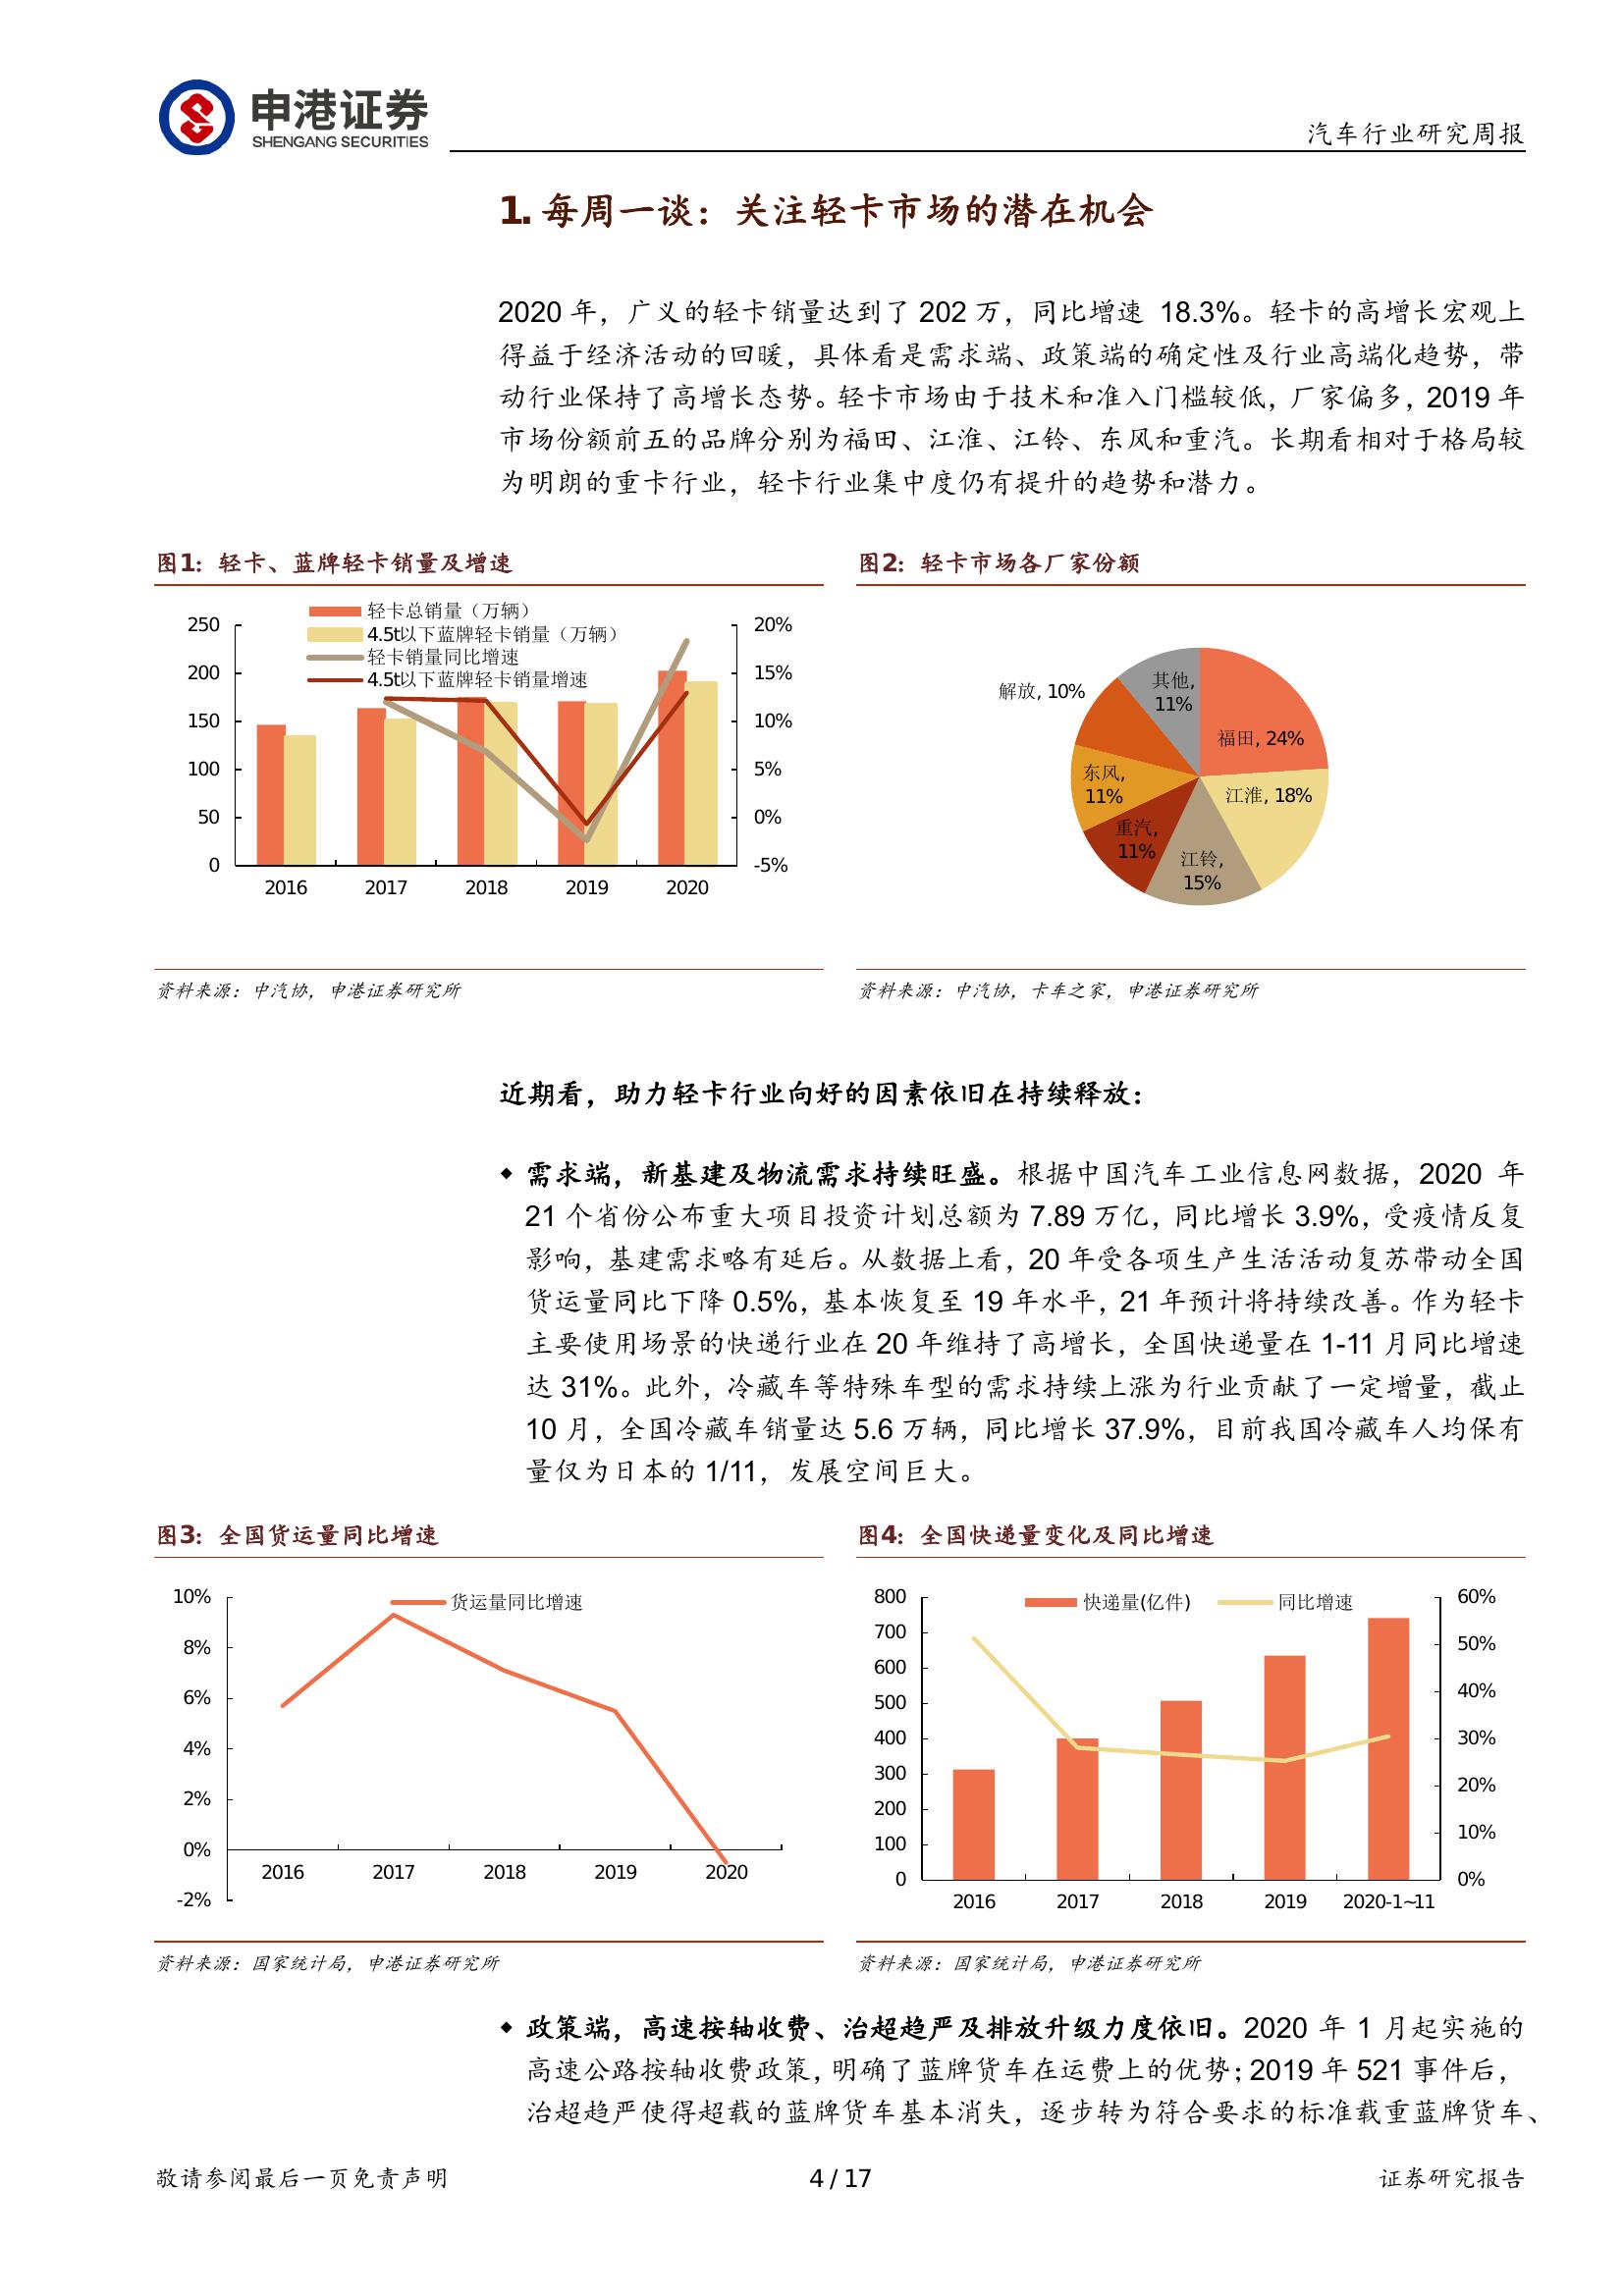 申港证券
SHENGANG SECURITIES
汽车行业研究周报
1. 每周一谈：关注轻卡市场的潜在机会
2020 年，广义的轻卡销量达到了 202 万，同比增速 18.3%。轻卡的高增长宏观上
得益于经济活动的回暖，具体看是需求端、政策端的确定性及行业高端化趋势，带
动行业保持了高增长态势。轻卡市场由于技术和准入门槛较低，厂家偏多，2019 年
市场份额前五的品牌分别为福田、江淮、江铃、东风和重汽。长期看相对于格局较
为明朗的重卡行业，轻卡行业集中度仍有提升的趋势和潜力。
图1：轻卡、蓝牌轻卡销量及增速
轻卡总销量（万辆）
4.5t以下蓝牌轻卡销量（万辆）
轻卡销量同比增速
4.5t以下蓝牌轻卡销量增速
250
200
150
100
50
0
20%
15%
10%
5%
0%
-5%
2016 2017 2018 2019 2020
资料来源：中汽协，申港证券研究所
图2：轻卡市场各厂家份额
福田, 24%
江淮, 18%
江铃,
15%
重汽,
11%
东风,
11%
解放, 10%
其他,
11%
资料来源：中汽协，卡车之家，申港证券研究所
近期看，助力轻卡行业向好的因素依旧在持续释放：
◆ 需求端，新基建及物流需求持续旺盛。根据中国汽车工业信息网数据，2020 年
21 个省份公布重大项目投资计划总额为 7.89 万亿，同比增长 3.9%，受疫情反复
影响，基建需求略有延后。从数据上看，20 年受各项生产生活活动复苏带动全国
货运量同比下降 0.5%，基本恢复至 19 年水平，21 年预计将持续改善。作为轻卡
主要使用场景的快递行业在 20 年维持了高增长，全国快递量在 1-11 月同比增速
达 31%。此外，冷藏车等特殊车型的需求持续上涨为行业贡献了一定增量，截止
10 月，全国冷藏车销量达 5.6 万辆，同比增长 37.9%，目前我国冷藏车人均保有
量仅为日本的 1/11，发展空间巨大。
图3：全国货运量同比增速
货运量同比增速
10%
8%
6%
4%
2%
0%
-2%
2016 2017 2018 2019 2020
资料来源：国家统计局，申港证券研究所
图4：全国快递量变化及同比增速
快递量(亿件) 同比增速
800
700
600
500
400
300
200
100
0
60%
50%
40%
30%
20%
10%
0%
2016 2017 2018 2019 2020-1~11
资料来源：国家统计局，申港证券研究所
◆ 政策端，高速按轴收费、治超趋严及排放升级力度依旧。2020 年 1 月起实施的
高速公路按轴收费政策，明确了蓝牌货车在运费上的优势；2019 年 521 事件后，
治超趋严使得超载的蓝牌货车基本消失，逐步转为符合要求的标准载重蓝牌货车、
敬请参阅最后一页免责声明
4 / 17
证券研究报告